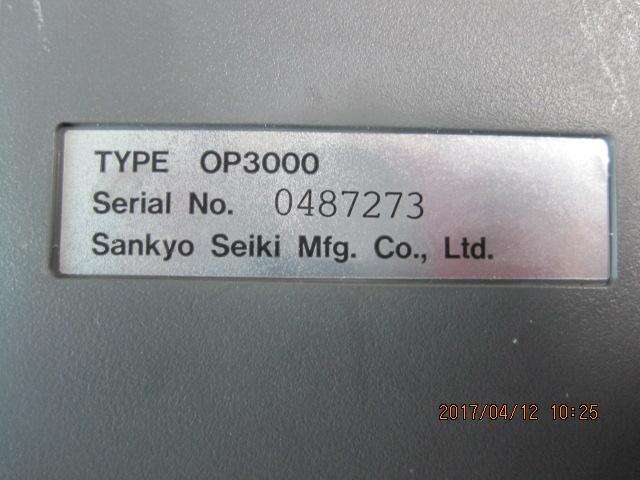 TYPE OP3000
Serial No. 0487273
Sankyo Seiki Mfg. Co., Ltd.
2017/04/12 10:25